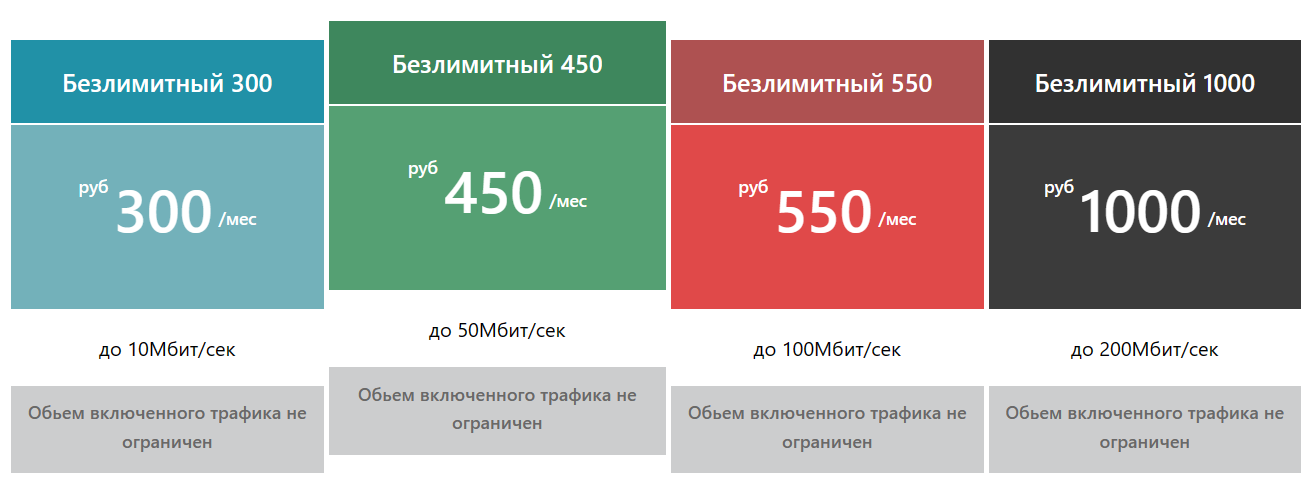 Безлимитный 300
руб 300 /мес
до 10Мбит/сек
Обьем включенного трафика не
ограничен
Безлимитный 450
руб 450 /мес
до 50Мбит/сек
Обьем включенного трафика не
ограничен
Безлимитный 550
руб 550 /мес
до 100Мбит/сек
Обьем включенного трафика не
ограничен
Безлимитный 1000
руб 1000 /мес
до 200Мбит/сек
Обьем включенного трафика не
ограничен